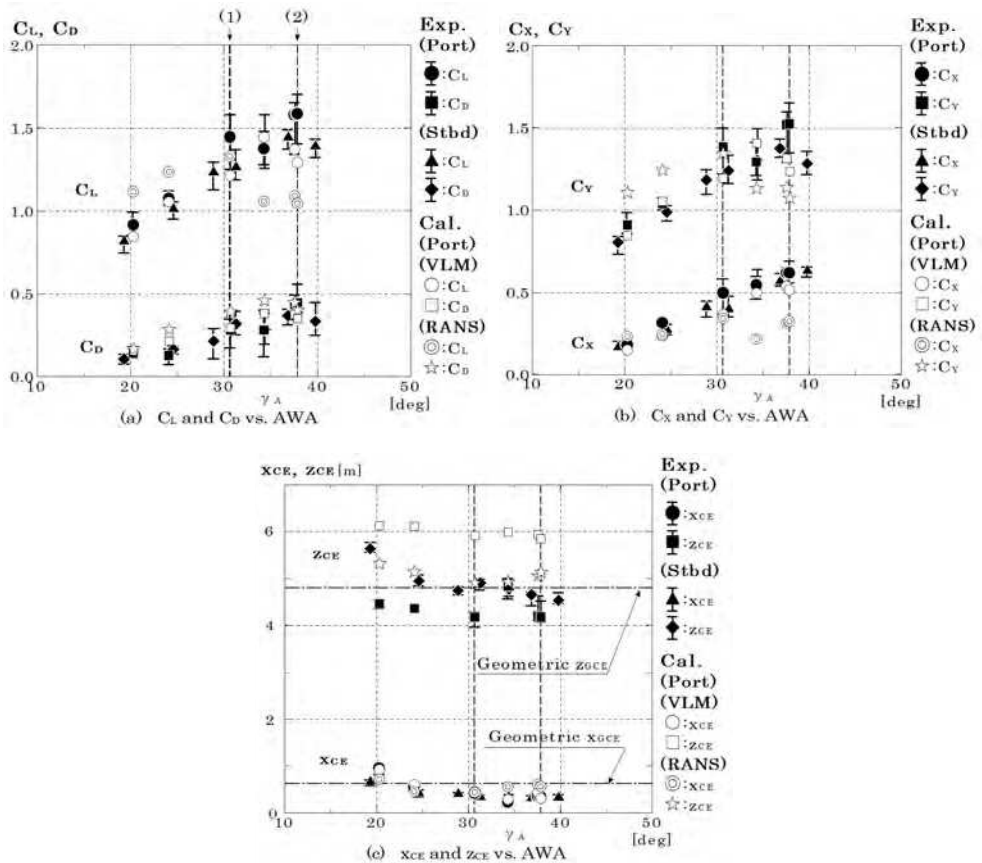 CL, CD
(1)
(2)
2.0
1.5
1.0
0.5
0.0
CL
CD
10
20
30
40
50
γA
[deg]
(a) CL and CD vs. AWA
Exp.
(Port)
:CL
:CD
(Stbd)
:CL
:CD
Cal.
(Port)
(VLM)
:CL
:CD
(RANS)
:CL
:CD
CX, CY
2.0
1.5
1.0
0.5
0.0
CY
CX
10
20
30
40
50
γA
[deg]
(b) CX and CY vs. AWA
Exp.
(Port)
:CX
:CY
(Stbd)
:CX
:CY
Cal.
(Port)
(VLM)
:CX
:CY
(RANS)
:CX
:CY
XCE, ZCE [m]
6
4
2
0
ZCE
Geometric ZGCE
Geometric XGCE
XCE
10
20
30
40
50
γA
[deg]
(c) XCE and ZCE vs. AWA
Exp.
(Port)
:XCE
:ZCE
(Stbd)
:XCE
:ZCE
Cal.
(Port)
(VLM)
:XCE
:ZCE
(RANS)
:XCE
:ZCE